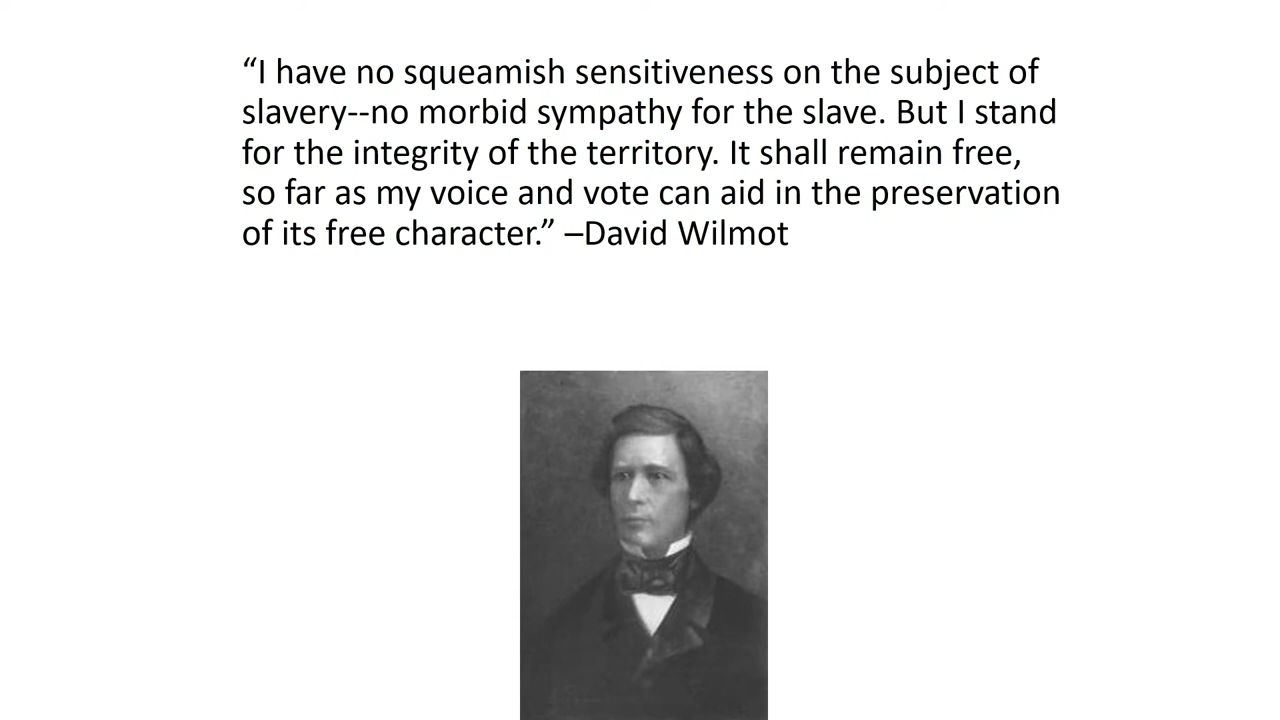 “I have no squeamish sensitiveness on the subject of
slavery--no morbid sympathy for the slave. But I stand
for the integrity of the territory. It shall remain free,
so far as my voice and vote can aid in the preservation
of its free character.” –David Wilmot